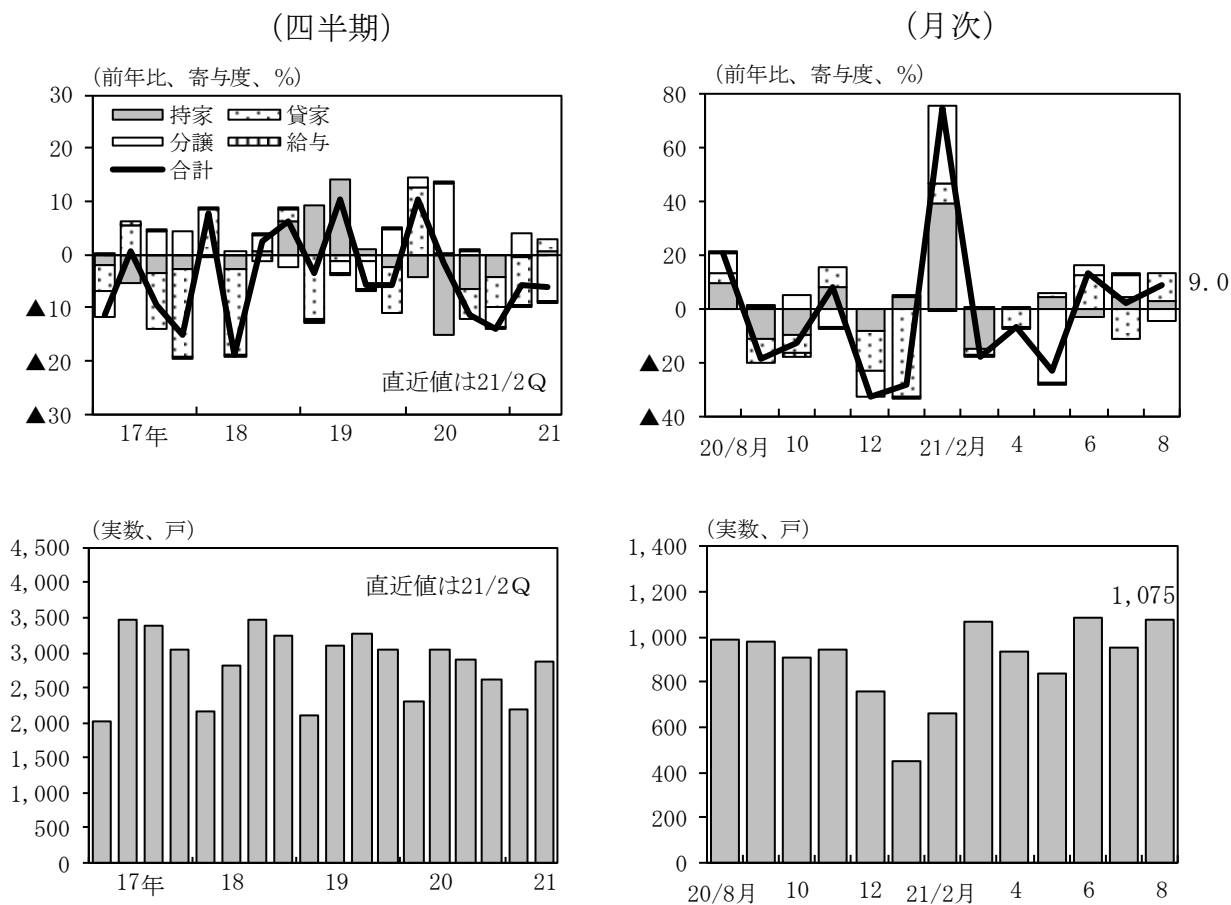 (四半期)
(前年比、寄与度、%)
30
20
10
0
▲10
▲20
▲30
持家
貸家
分譲
給与
合計
直近値は21/2Q
17年
18
19
20
21
(月次)
(前年比、寄与度、%)
80
60
40
20
0
▲20
▲40
9.0
20/8月
10
12
21/2月
4
6
8
(実数、戸)
4,500
4,000
3,500
3,000
2,500
2,000
1,500
1,000
500
0
直近値は21/2Q
17年
18
19
20
21
(実数、戸)
1,400
1,200
1,000
800
600
400
200
0
1,075
20/8月
10
12
21/2月
4
6
8